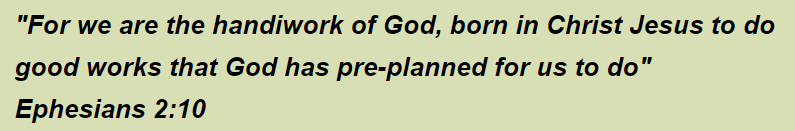 "For we are the handiwork of God, born in Christ Jesus to do
good works that God has pre-planned for us to do"
Ephesians 2:10